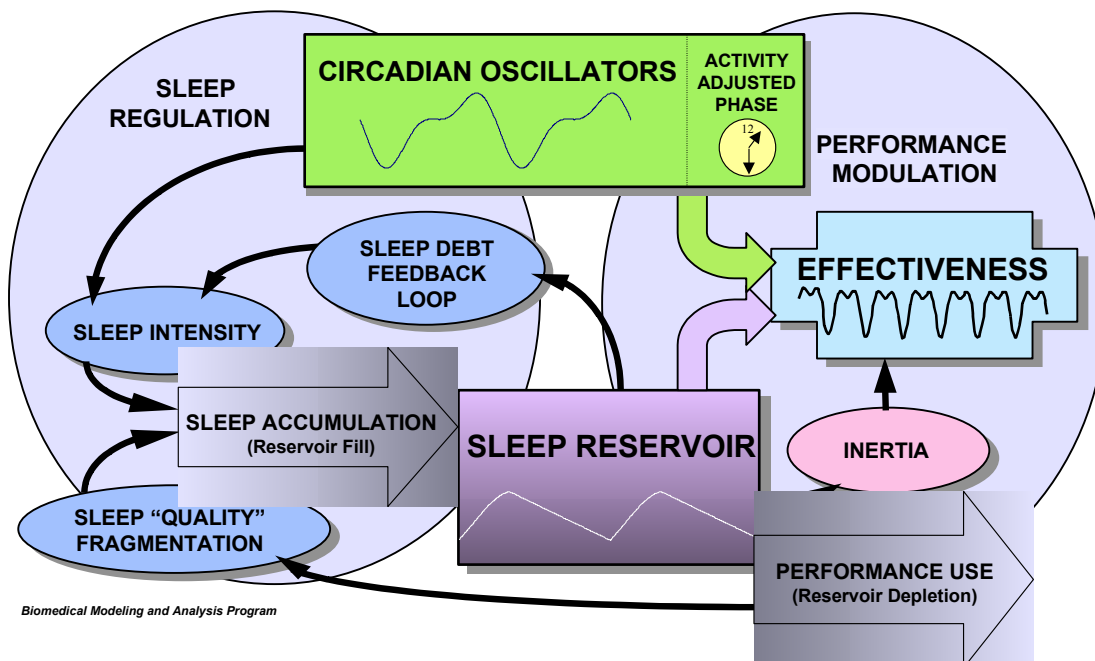 CIRCADIAN OSCILLATORS
ACTIVITY
ADJUSTED
PHASE
12
SLEEP
REGULATION
PERFORMANCE
MODULATION
SLEEP DEBT
FEEDBACK
LOOP
EFFECTIVENESS
SLEEP INTENSITY
SLEEP ACCUMULATION
(Reservoir Fill)
SLEEP RESERVOIR
INERTIA
SLEEP “QUALITY”
FRAGMENTATION
PERFORMANCE USE
(Reservoir Depletion)
Biomedical Modeling and Analysis Program